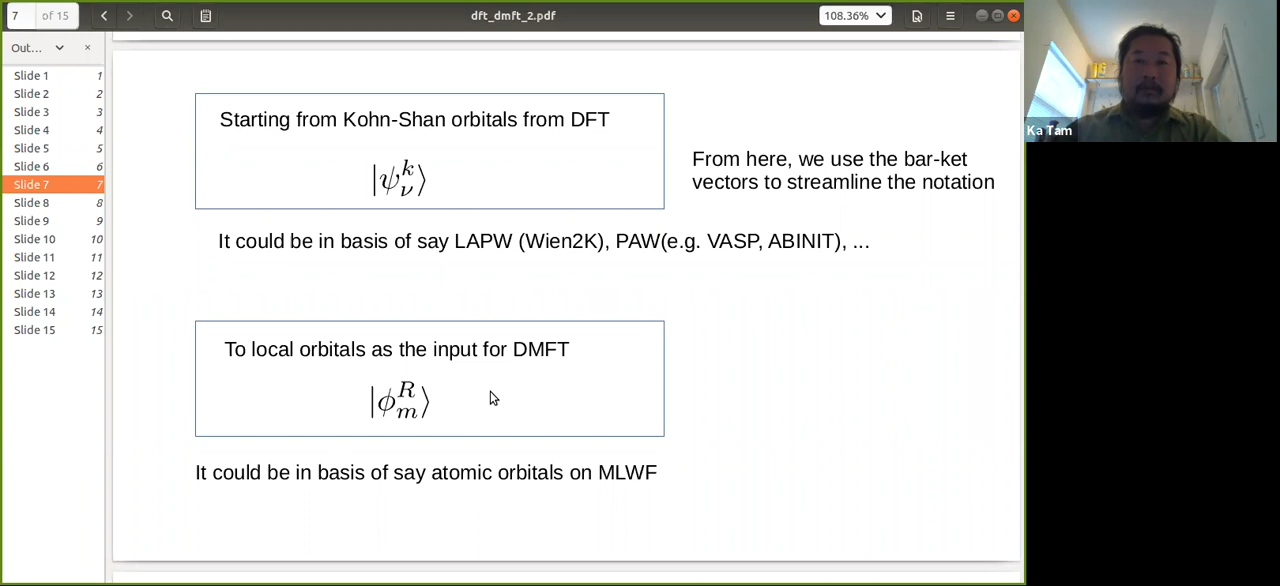 7 of 15
dft_dmft_2.pdf
108.36%
Out...
Slide 1 1
Slide 2 2
Slide 3 3
Slide 4 4
Slide 5 5
Slide 6 6
Slide 7 7
Slide 8 8
Slide 9 9
Slide 10 10
Slide 11 11
Slide 12 12
Slide 13 13
Slide 14 14
Slide 15 15
Starting from Kohn-Shan orbitals from DFT
|ψ_ν^k⟩
From here, we use the bar-ket
vectors to streamline the notation
It could be in basis of say LAPW (Wien2K), PAW(e.g. VASP, ABINIT), ...
To local orbitals as the input for DMFT
|ϕ_m^R⟩
It could be in basis of say atomic orbitals on MLWF
Ka Tam